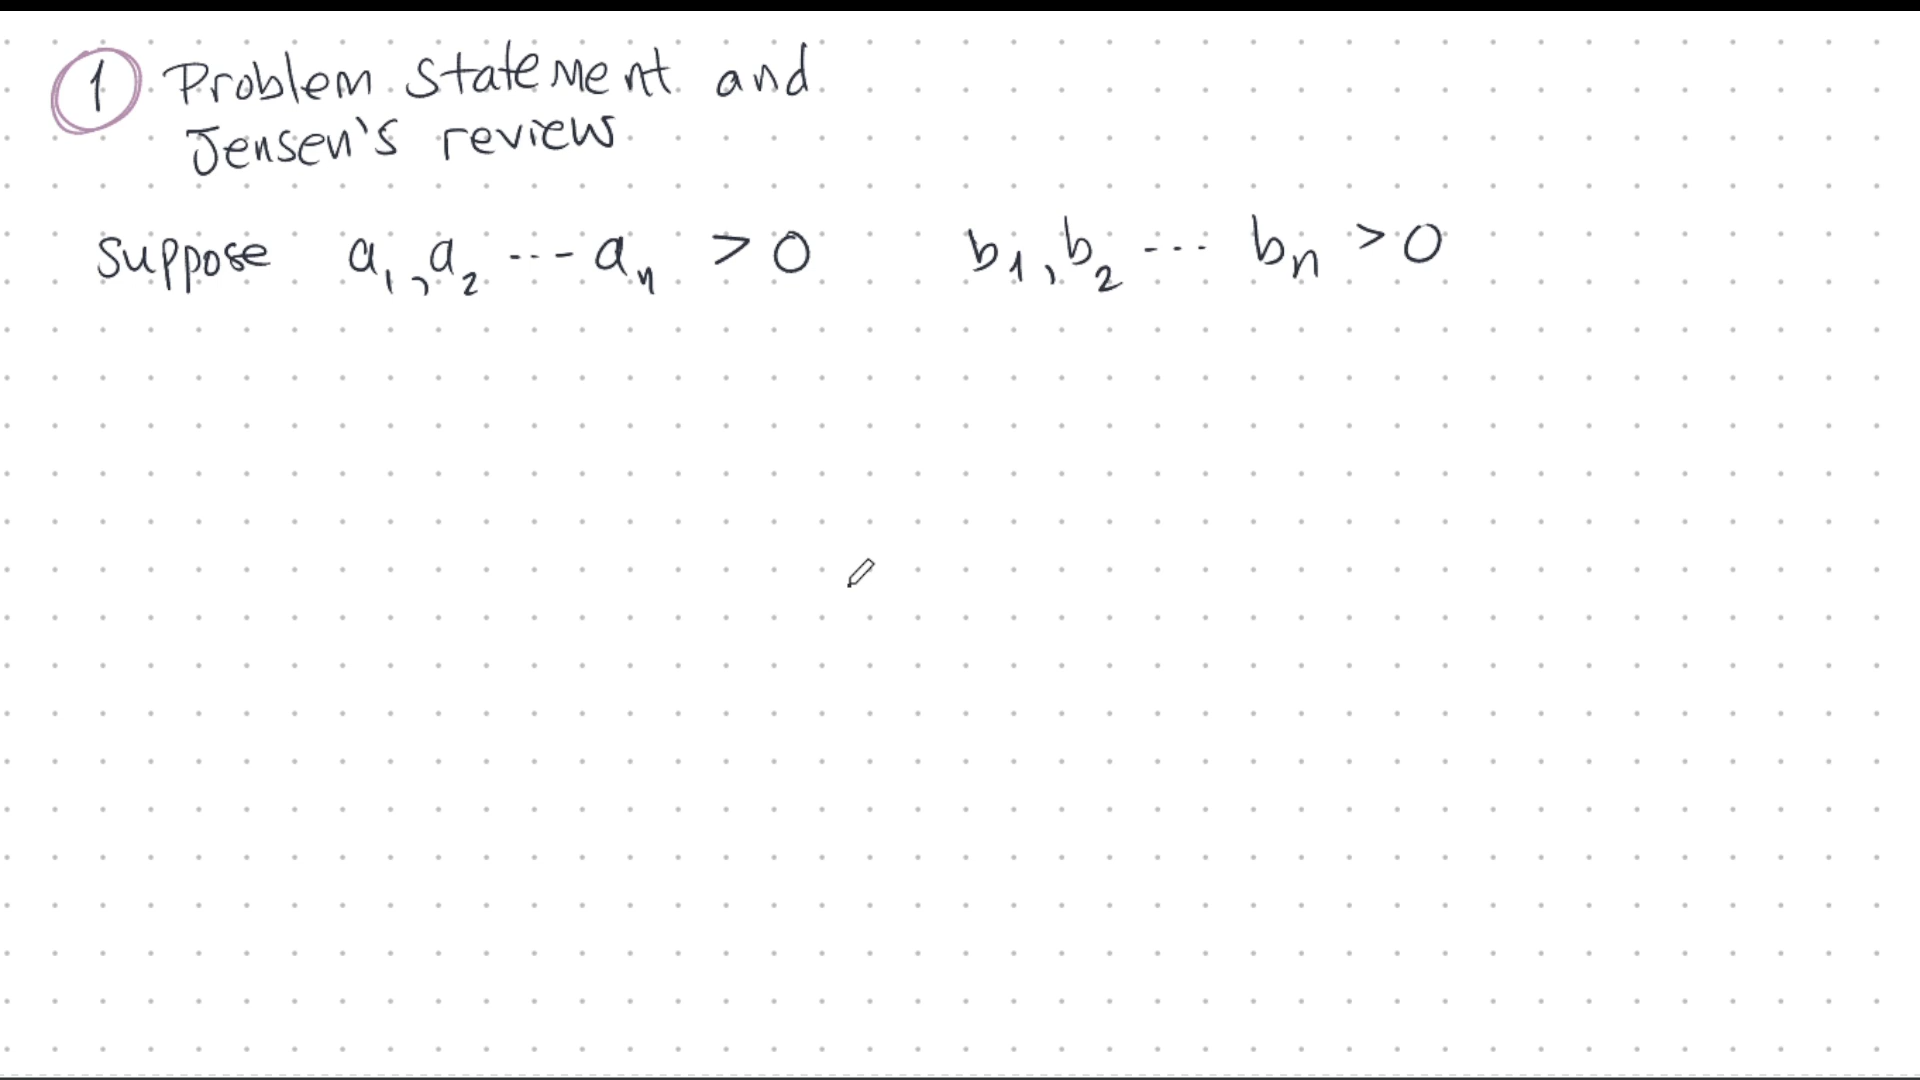 1 Problem statement and
Jensen's review
Suppose a₁,a₂ ---aₙ >0 b₁,b₂ --- bₙ >0